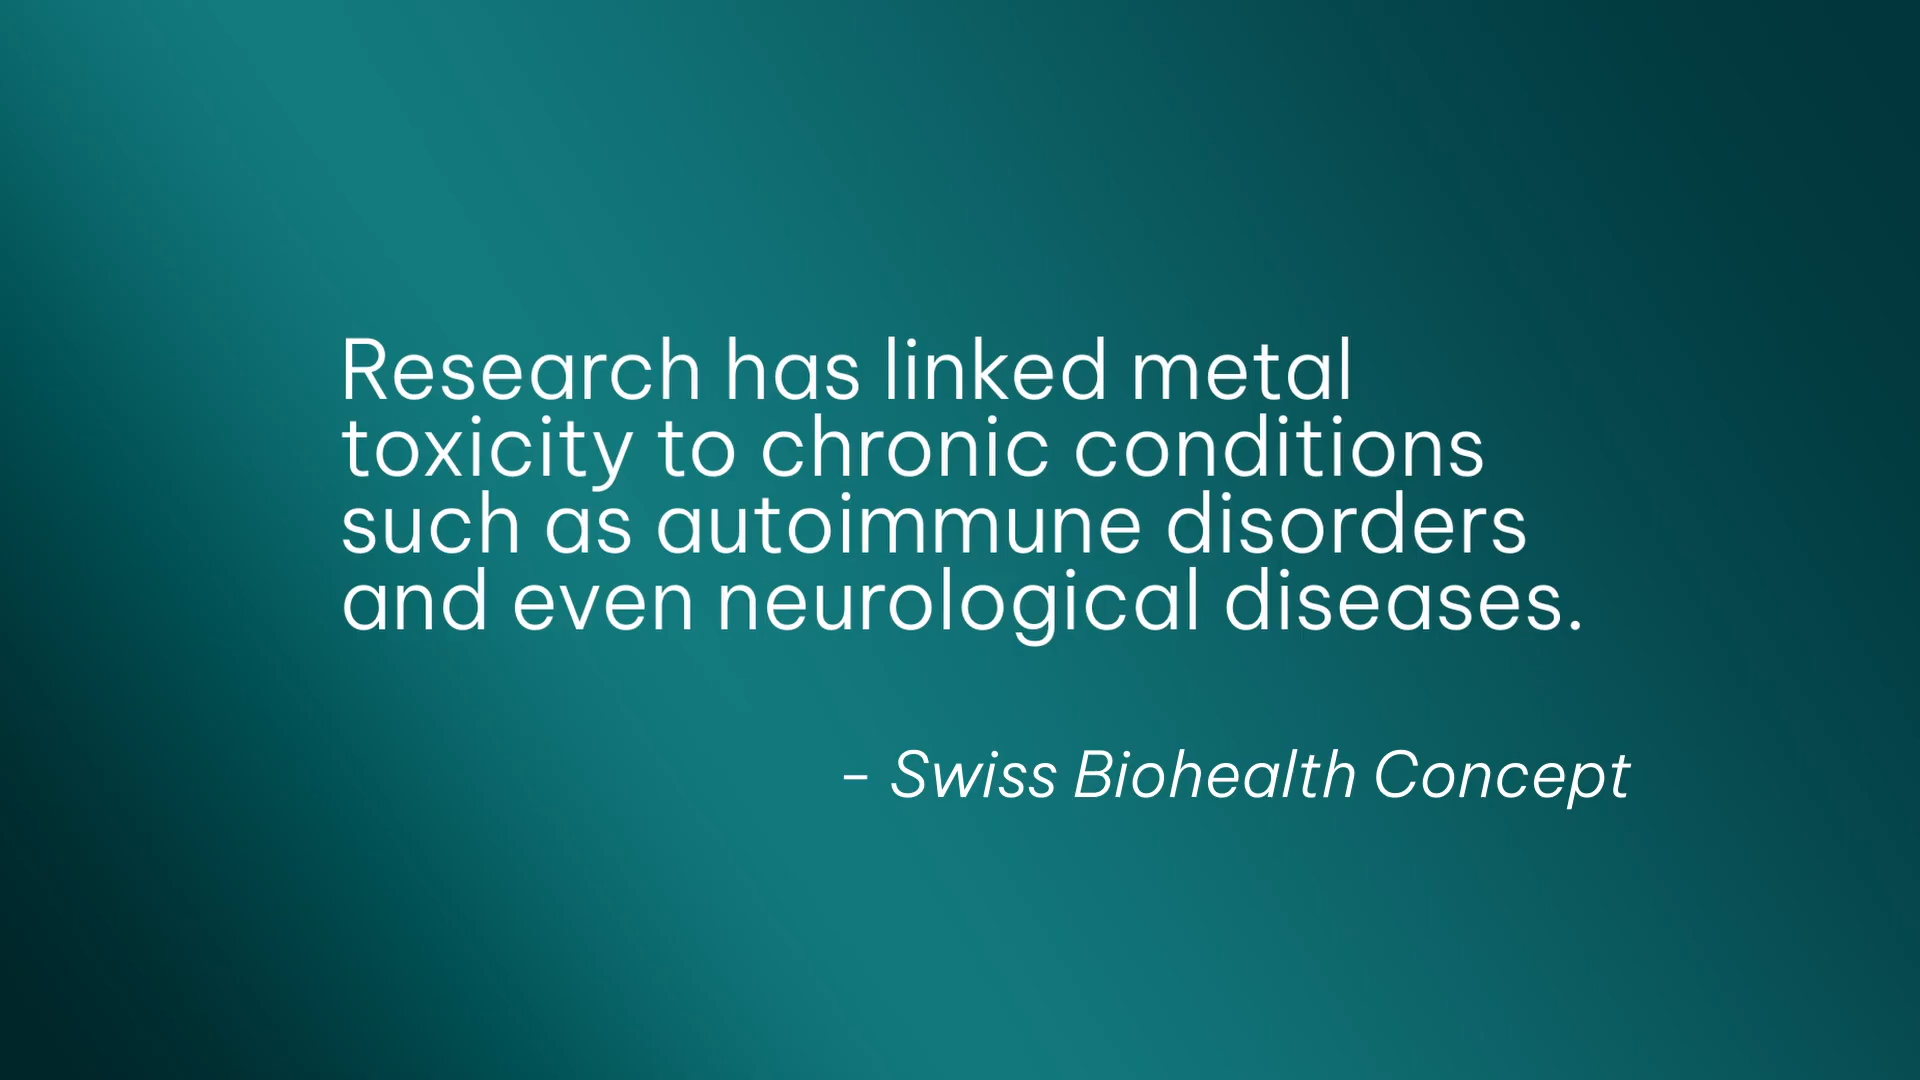 Research has linked metal
toxicity to chronic conditions
such as autoimmune disorders
and even neurological diseases.
– Swiss Biohealth Concept